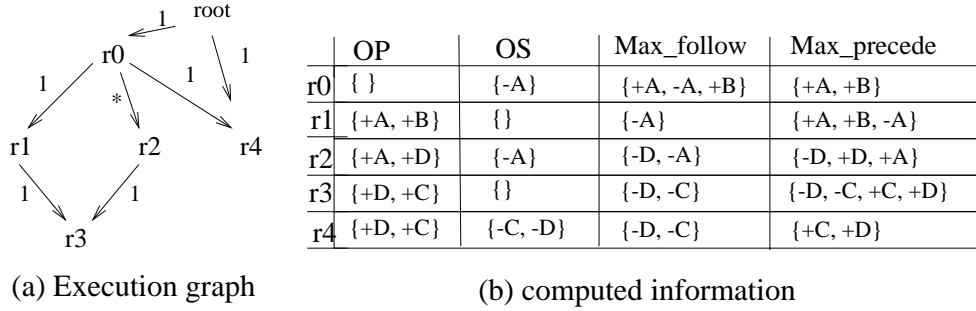 root
1
r0
1
1
1
*
r1
r2
r4
1
1
r3
(a) Execution graph
OP OS Max_follow Max_precede
r0 { } {-A} {+A, -A, +B} {+A, +B}
r1 {+A, +B} {} {-A} {+A, +B, -A}
r2 {+A, +D} {-A} {-D, -A} {-D, +D, +A}
r3 {+D, +C} {} {-D, -C} {-D, -C, +C, +D}
r4 {+D, +C} {-C, -D} {-D, -C} {+C, +D}
(b) computed information